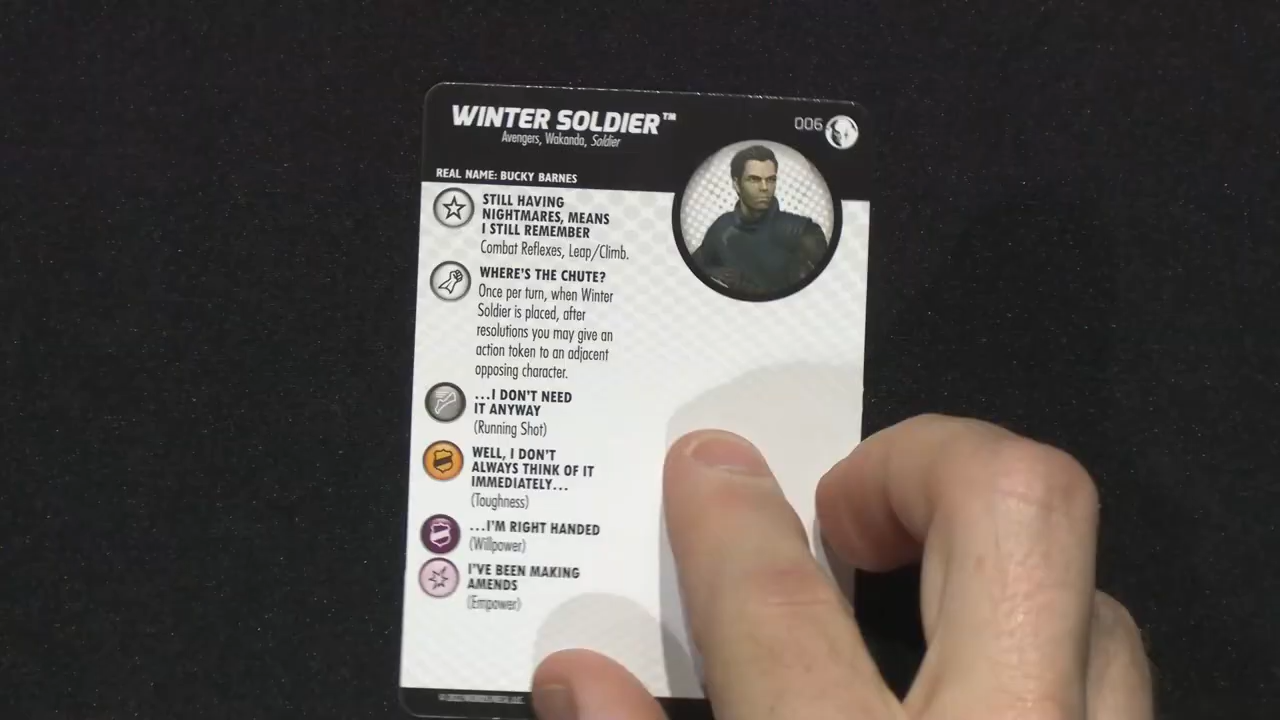 WINTER SOLDIER™
006
Avengers, Wakanda, Soldier
REAL NAME: BUCKY BARNES
STILL HAVING
NIGHTMARES, MEANS
I STILL REMEMBER
Combat Reflexes, Leap/Climb.
WHERE'S THE CHUTE?
Once per turn, when Winter
Soldier is placed, after
resolutions you may give an
action token to an adjacent
opposing character.
...I DON'T NEED
IT ANYWAY
(Running Shot)
WELL, I DON'T
ALWAYS THINK OF IT
IMMEDIATELY...
(Toughness)
...I'M RIGHT HANDED
(Willpower)
I'VE BEEN MAKING
AMENDS
(Empower)